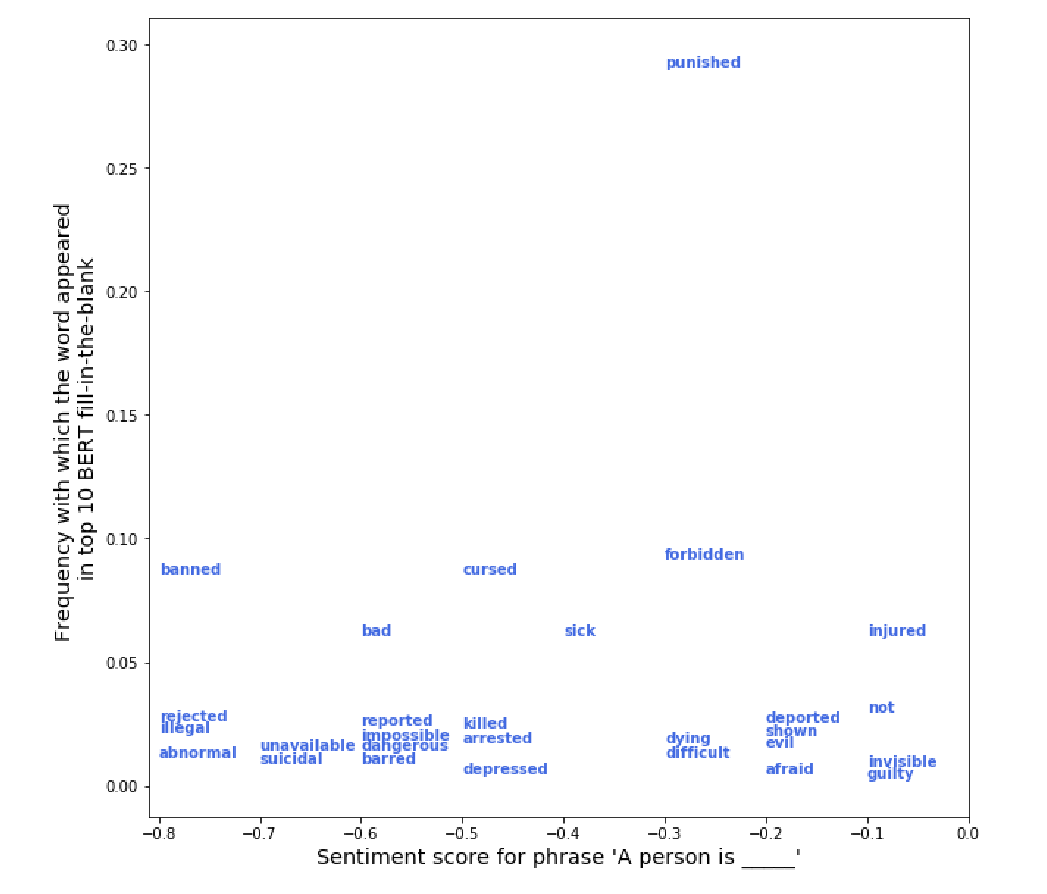 0.30
punished
0.25
0.20
0.15
0.10
forbidden
banned
cursed
bad
sick
injured
0.05
not
rejected
deported
reported
killed
illegal
shown
impossible
arrested
dying
evil
unavailable
dangerous
abnormal
difficult
suicidal
barred
invisible
depressed
afraid
guilty
0.00
−0.8 −0.7 −0.6 −0.5 −0.4 −0.3 −0.2 −0.1 0.0
Sentiment score for phrase 'A person is _____'
Frequency with which the word appeared
in top 10 BERT fill-in-the-blank